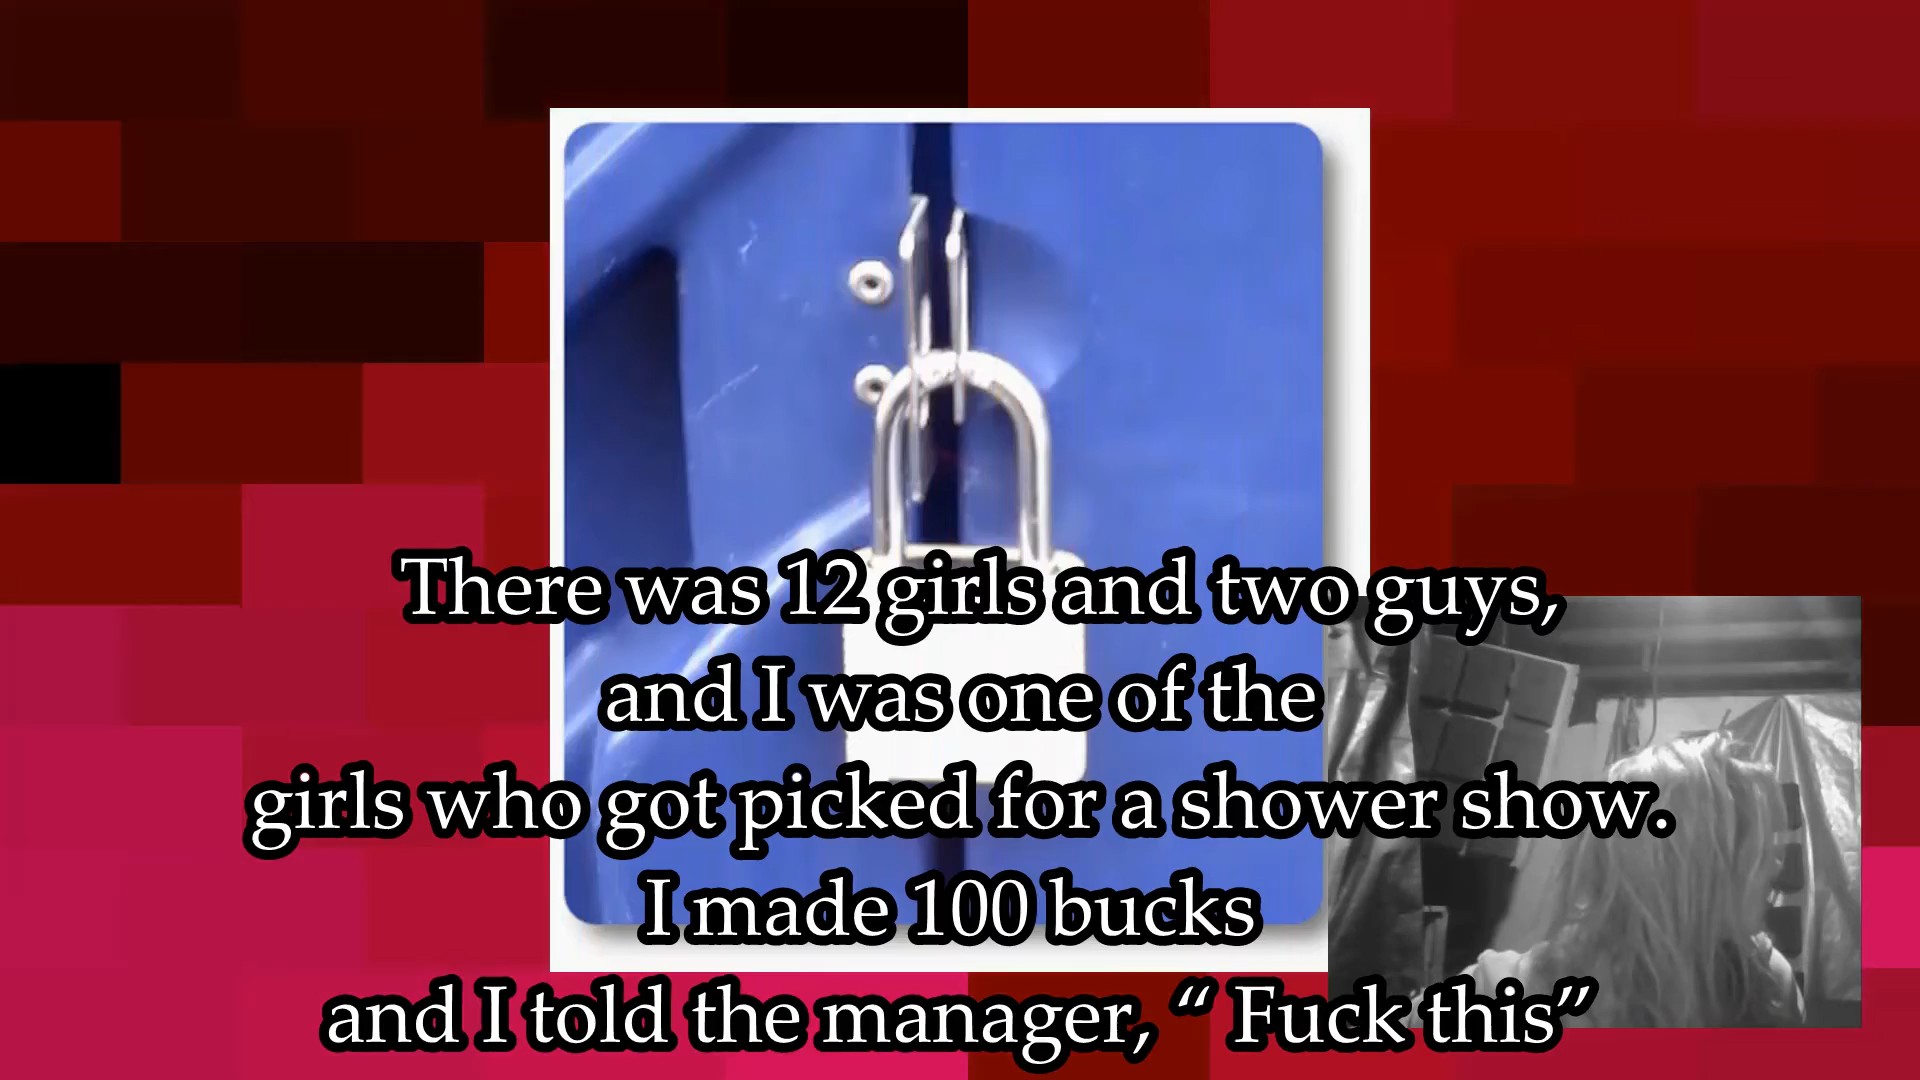 There was 12 girls and two guys,
and I was one of the
girls who got picked for a shower show.
I made 100 bucks
and I told the manager, “ Fuck this”